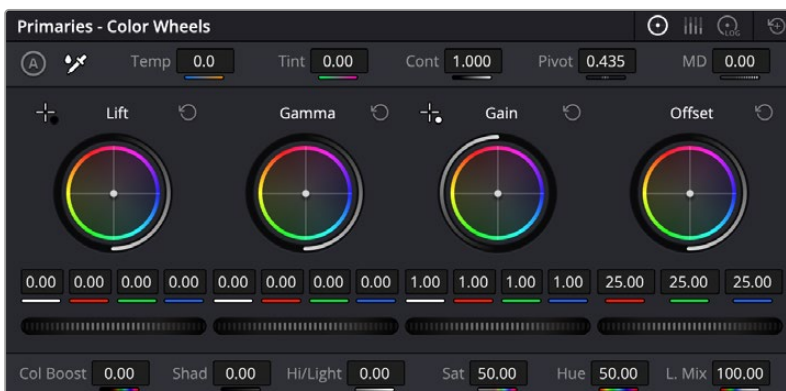 Primaries - Color Wheels
LOG
A Temp 0.0 Tint 0.00 Cont 1.000 Pivot 0.435 MD 0.00
Lift Gamma Gain Offset
0.00 0.00 0.00 0.00 0.00 0.00 0.00 0.00 1.00 1.00 1.00 1.00 25.00 25.00 25.00
Col Boost 0.00 Shad 0.00 Hi/Light 0.00 Sat 50.00 Hue 50.00 L. Mix 100.00